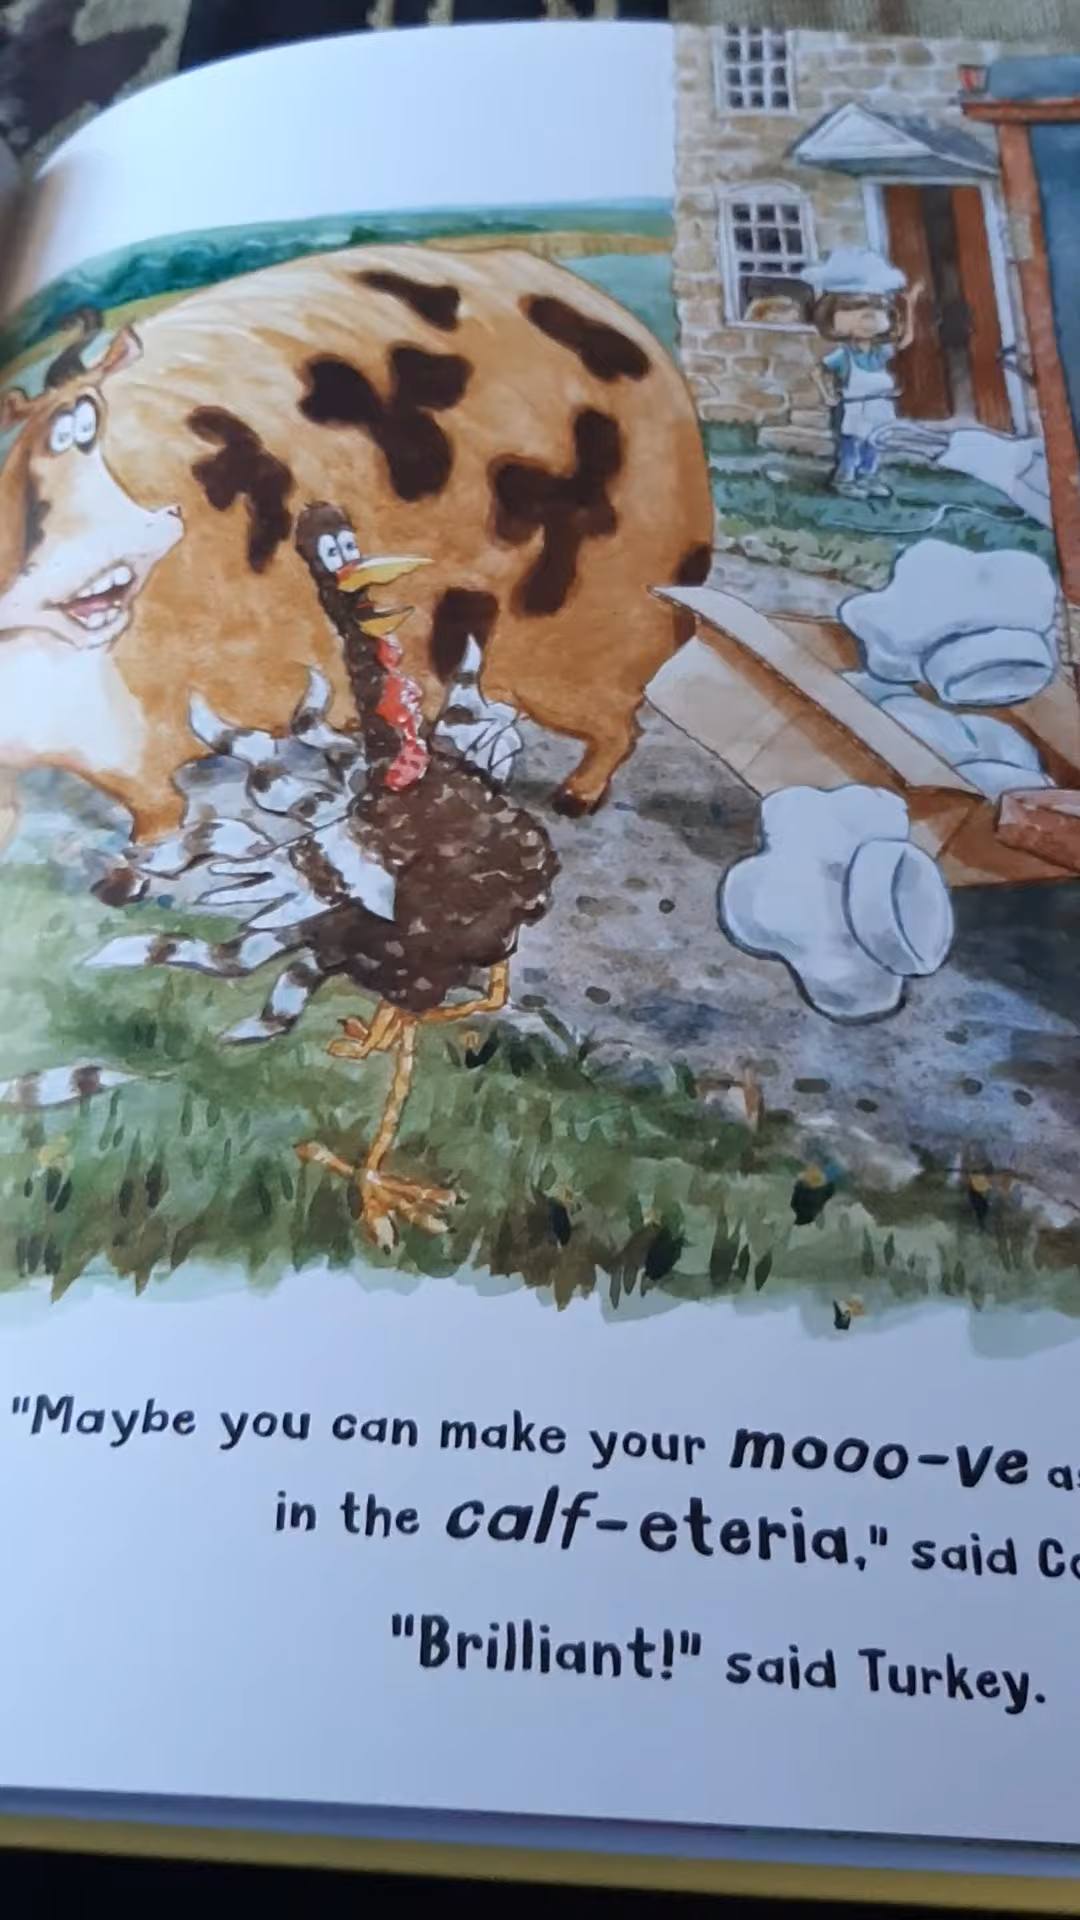 "Maybe you can make your mooo-ve
in the calf-eteria," said
"Brilliant!" said Turkey.